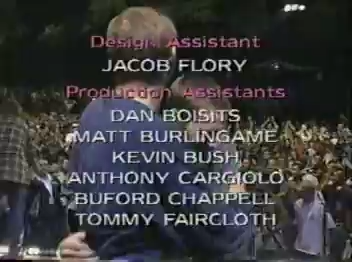 Design Assistant
JACOB FLORY
Production Assistants
DAN BOISITS
MATT BURLINGAME
KEVIN BUSH
ANTHONY CARGIOLO
BUFORD CHAPPELL
TOMMY FAIRCLOTH